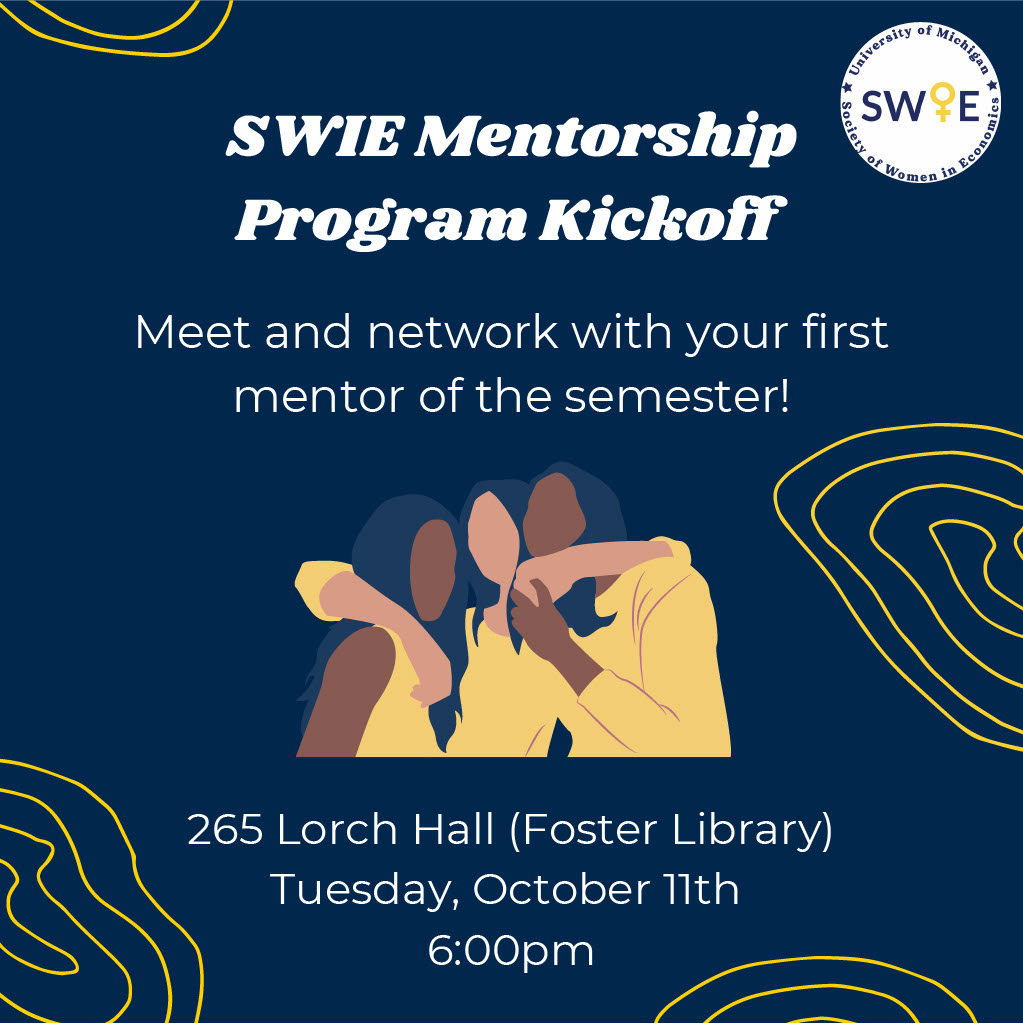 University of Michigan
SWIE
Society of Women in Economics
SWIE Mentorship
Program Kickoff
Meet and network with your first
mentor of the semester!
265 Lorch Hall (Foster Library)
Tuesday, October 11th
6:00pm